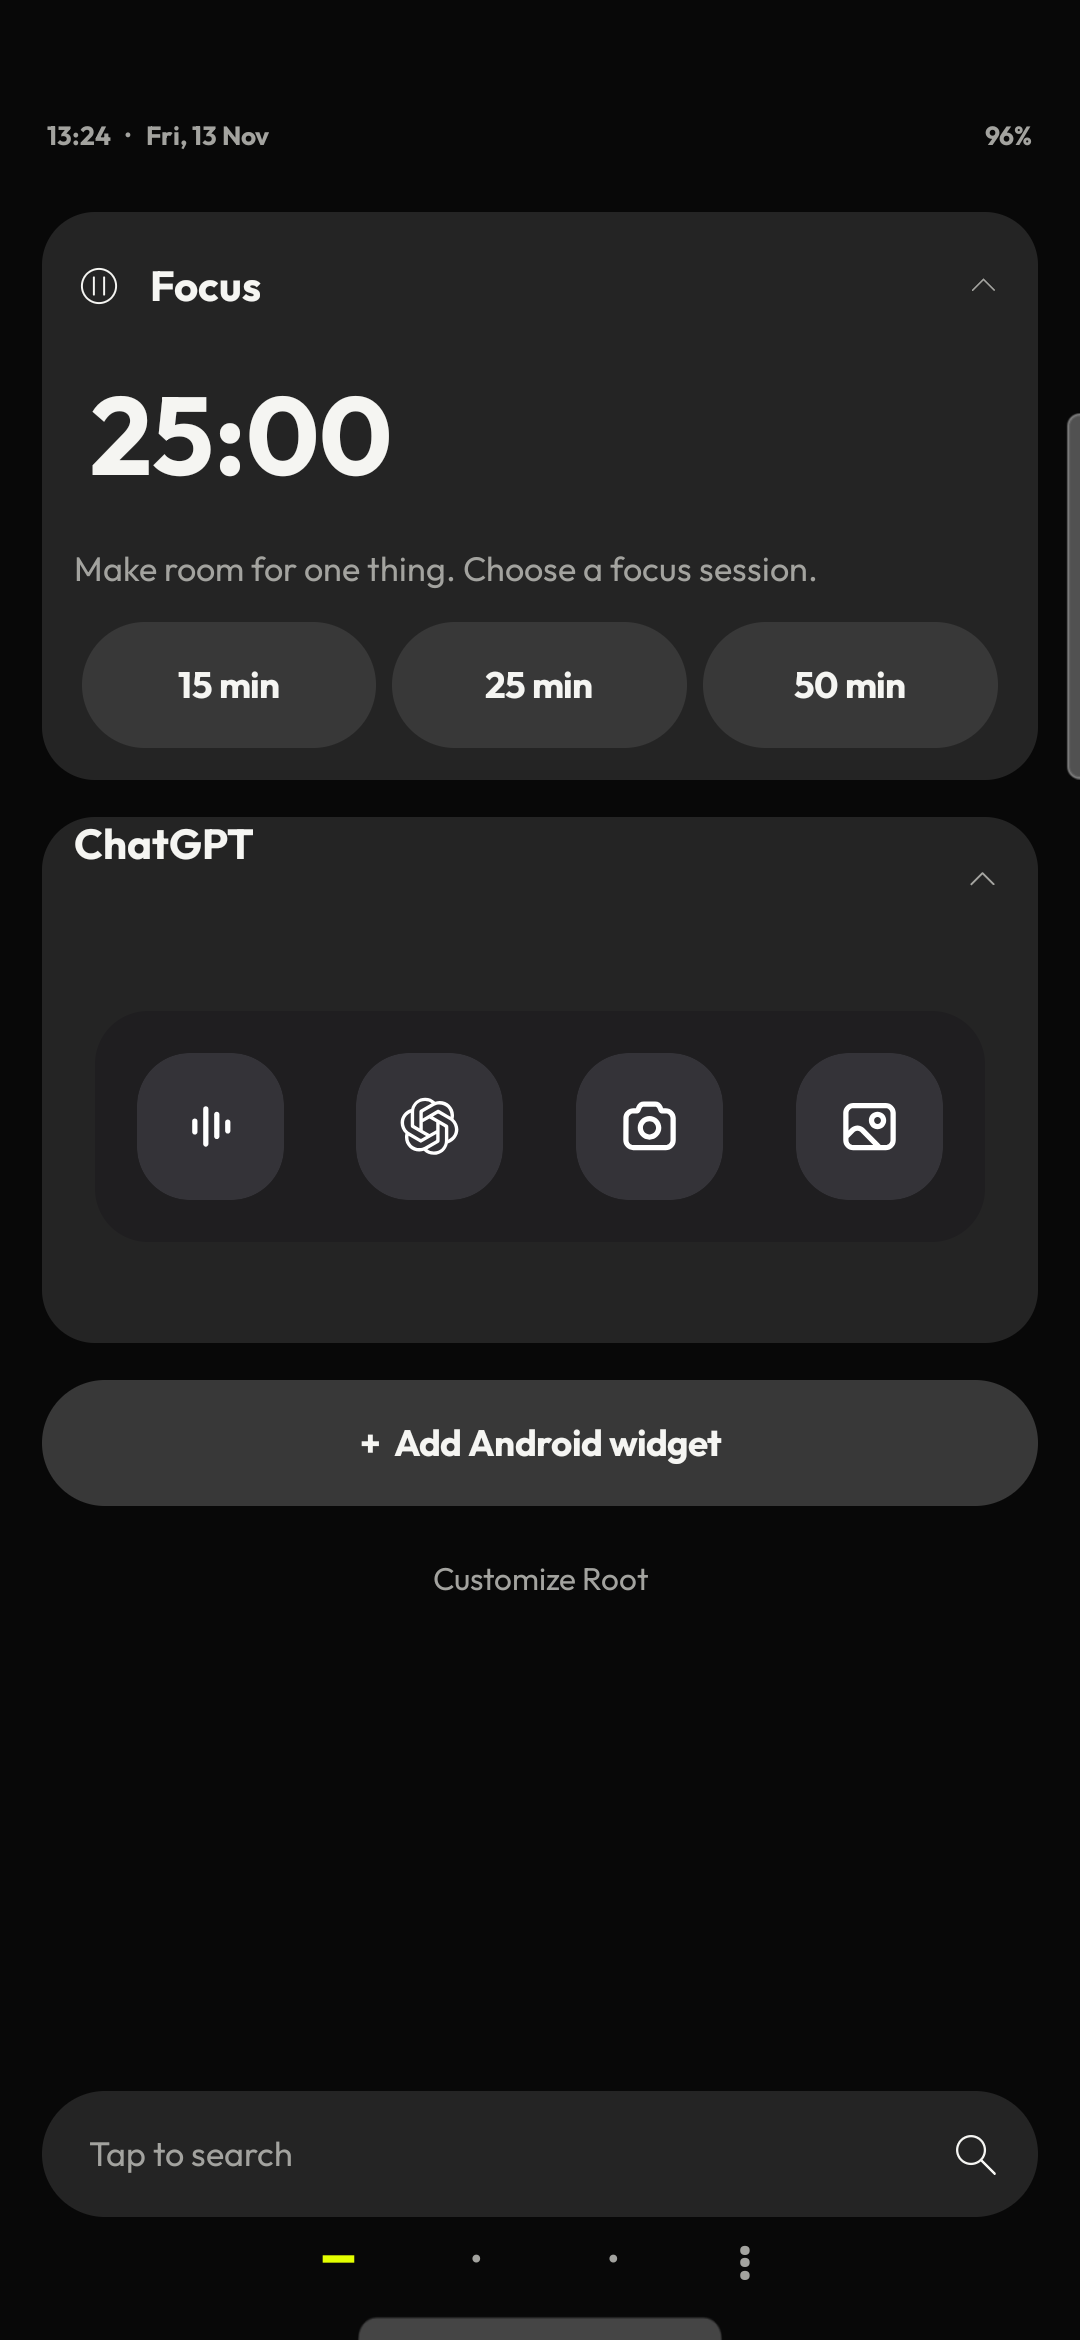 13:24 · Fri, 13 Nov 96%
Focus
25:00
Make room for one thing. Choose a focus session.
15 min 25 min 50 min
ChatGPT
+ Add Android widget
Customize Root
Tap to search